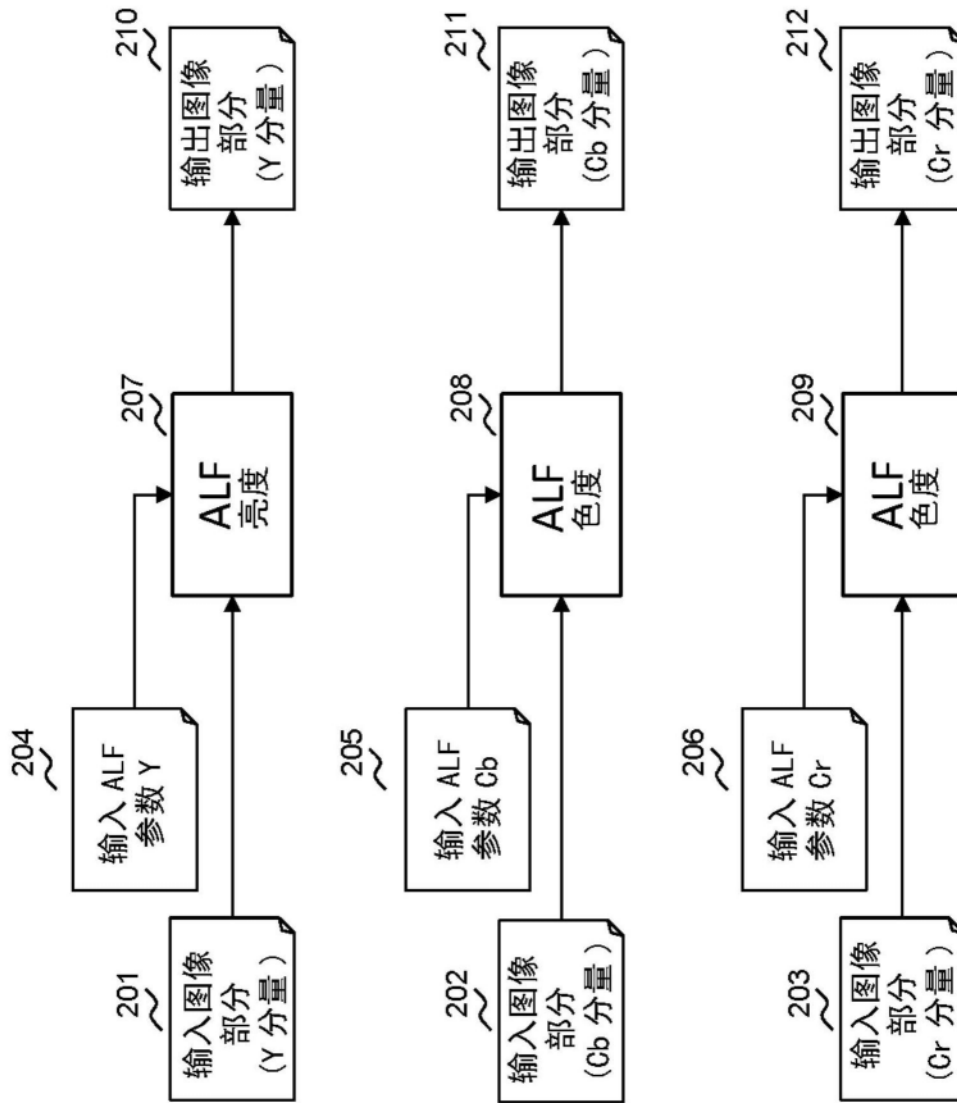 201
输入图像
部分
(Y 分量)
204
输入 ALF
参数 Y
207
ALF
亮度
210
输出图像
部分
(Y 分量)
202
输入图像
部分
(Cb 分量)
205
输入 ALF
参数 Cb
208
ALF
色度
211
输出图像
部分
(Cb 分量)
203
输入图像
部分
(Cr 分量)
206
输入 ALF
参数 Cr
209
ALF
色度
212
输出图像
部分
(Cr 分量)